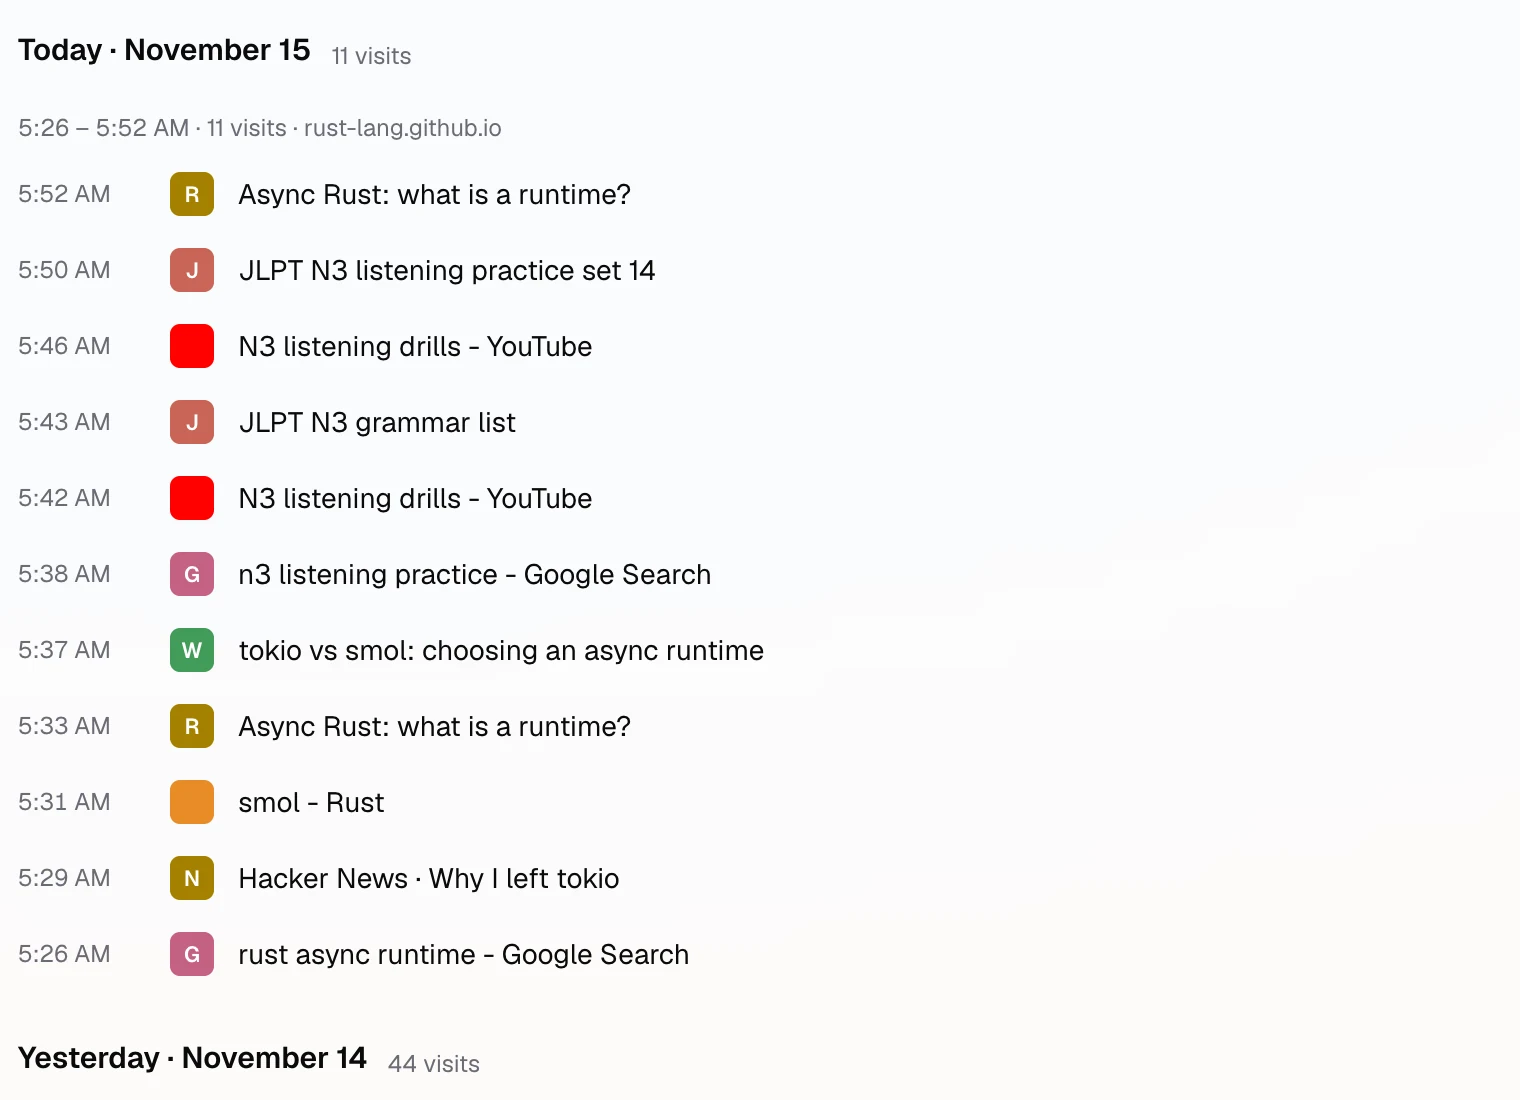 Today · November 15 11 visits
5:26 – 5:52 AM · 11 visits · rust-lang.github.io
5:52 AM R Async Rust: what is a runtime?
5:50 AM J JLPT N3 listening practice set 14
5:46 AM N3 listening drills - YouTube
5:43 AM J JLPT N3 grammar list
5:42 AM N3 listening drills - YouTube
5:38 AM G n3 listening practice - Google Search
5:37 AM W tokio vs smol: choosing an async runtime
5:33 AM R Async Rust: what is a runtime?
5:31 AM smol - Rust
5:29 AM N Hacker News · Why I left tokio
5:26 AM G rust async runtime - Google Search
Yesterday · November 14 44 visits